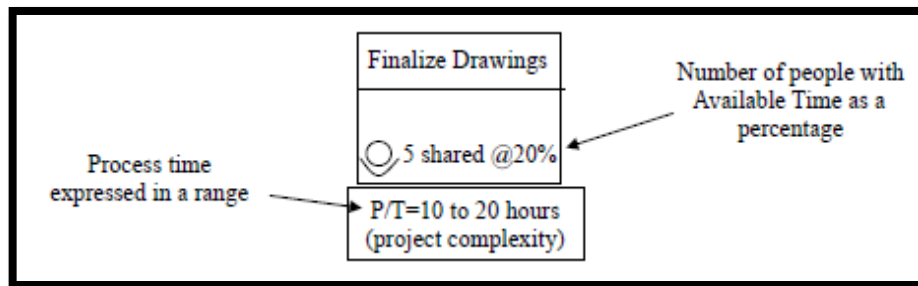 Finalize Drawings
5 shared @20%
Number of people with
Available Time as a
percentage
Process time
expressed in a range
P/T=10 to 20 hours
(project complexity)